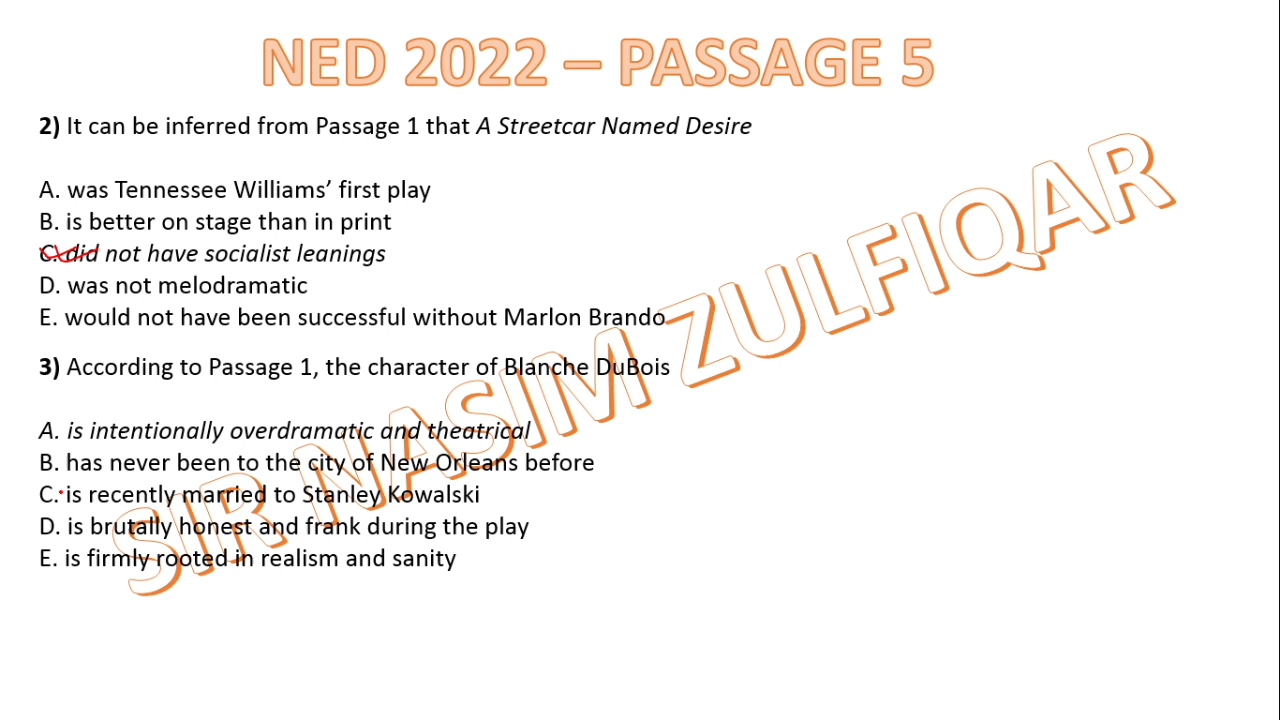 NED 2022 – PASSAGE 5
2) It can be inferred from Passage 1 that A Streetcar Named Desire
A. was Tennessee Williams’ first play
B. is better on stage than in print
C. did not have socialist leanings
D. was not melodramatic
E. would not have been successful without Marlon Brando
3) According to Passage 1, the character of Blanche DuBois
A. is intentionally overdramatic and theatrical
B. has never been to the city of New Orleans before
C. is recently married to Stanley Kowalski
D. is brutally honest and frank during the play
E. is firmly rooted in realism and sanity
SIR NASIM ZULFIQAR